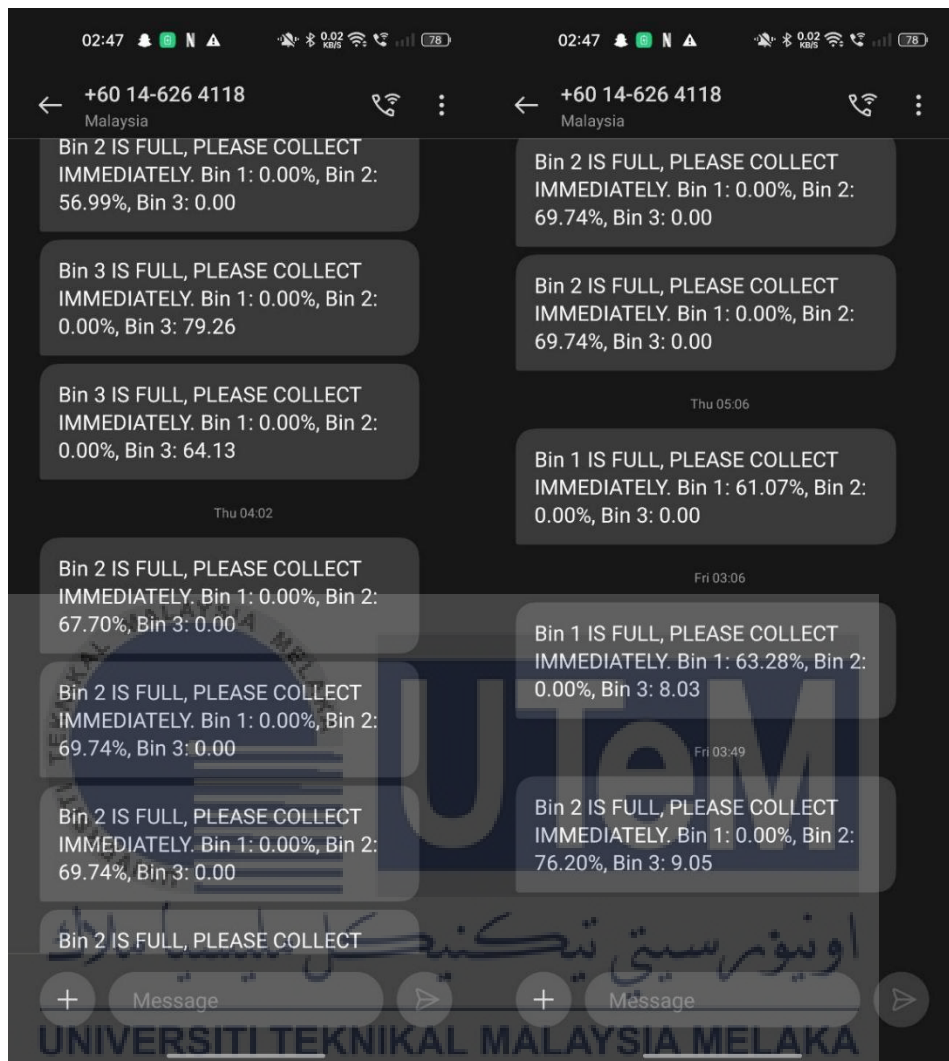 02:47 N 0.02 KB/S 78
+60 14-626 4118
Malaysia
Bin 2 IS FULL, PLEASE COLLECT
IMMEDIATELY. Bin 1: 0.00%, Bin 2:
56.99%, Bin 3: 0.00
Bin 3 IS FULL, PLEASE COLLECT
IMMEDIATELY. Bin 1: 0.00%, Bin 2:
0.00%, Bin 3: 79.26
Bin 3 IS FULL, PLEASE COLLECT
IMMEDIATELY. Bin 1: 0.00%, Bin 2:
0.00%, Bin 3: 64.13
Thu 04:02
Bin 2 IS FULL, PLEASE COLLECT
IMMEDIATELY. Bin 1: 0.00%, Bin 2:
67.70%, Bin 3: 0.00
Bin 2 IS FULL, PLEASE COLLECT
IMMEDIATELY. Bin 1: 0.00%, Bin 2:
69.74%, Bin 3: 0.00
Bin 2 IS FULL, PLEASE COLLECT
IMMEDIATELY. Bin 1: 0.00%, Bin 2:
69.74%, Bin 3: 0.00
Bin 2 IS FULL, PLEASE COLLECT
Message
02:47 N 0.02 KB/S 78
+60 14-626 4118
Malaysia
Bin 2 IS FULL, PLEASE COLLECT
IMMEDIATELY. Bin 1: 0.00%, Bin 2:
69.74%, Bin 3: 0.00
Bin 2 IS FULL, PLEASE COLLECT
IMMEDIATELY. Bin 1: 0.00%, Bin 2:
69.74%, Bin 3: 0.00
Thu 05:06
Bin 1 IS FULL, PLEASE COLLECT
IMMEDIATELY. Bin 1: 61.07%, Bin 2:
0.00%, Bin 3: 0.00
Fri 03:06
Bin 1 IS FULL, PLEASE COLLECT
IMMEDIATELY. Bin 1: 63.28%, Bin 2:
0.00%, Bin 3: 8.03
Fri 03:49
Bin 2 IS FULL, PLEASE COLLECT
IMMEDIATELY. Bin 1: 0.00%, Bin 2:
76.20%, Bin 3: 9.05
Message
TEKNIKAL MALAYSIA MELAKA
UTeM
اونيۏرسيتي تيكنيكل مليسيا ملاك
UNIVERSITI TEKNIKAL MALAYSIA MELAKA